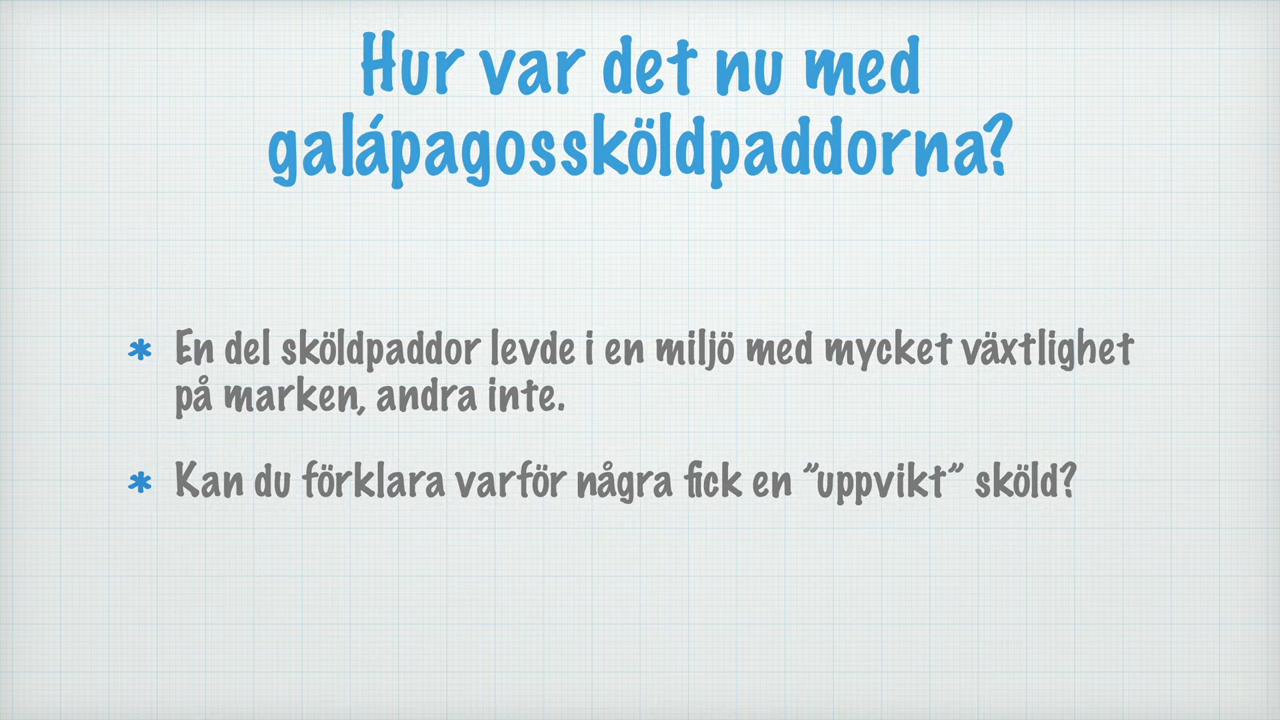 Hur var det nu med
galápagossköldpaddorna?
* En del sköldpaddor levde i en miljö med mycket växtlighet
på marken, andra inte.
* Kan du förklara varför några fick en ”uppvikt” sköld?